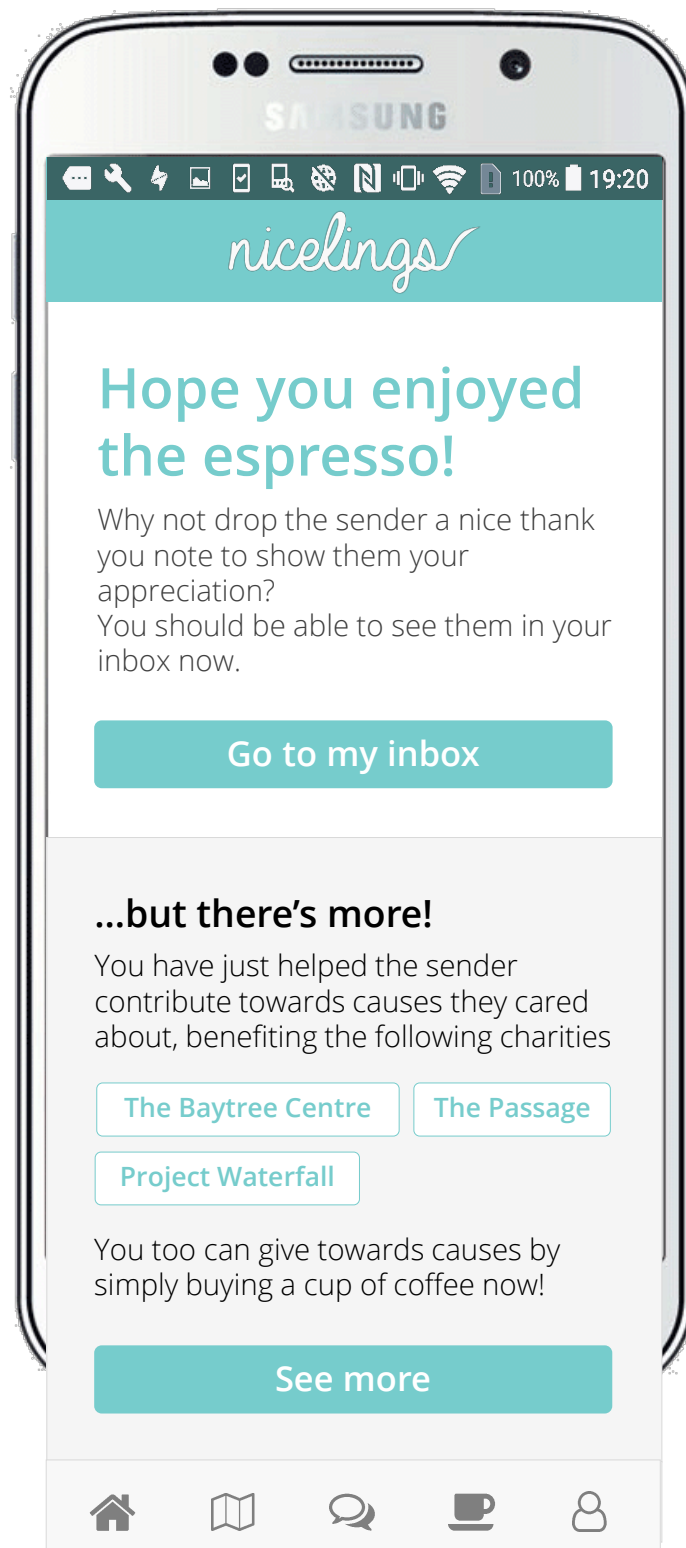 SAMSUNG
100% 19:20
nicelings
Hope you enjoyed
the espresso!
Why not drop the sender a nice thank
you note to show them your
appreciation?
You should be able to see them in your
inbox now.
Go to my inbox
...but there’s more!
You have just helped the sender
contribute towards causes they cared
about, benefiting the following charities
The Baytree Centre The Passage
Project Waterfall
You too can give towards causes by
simply buying a cup of coffee now!
See more